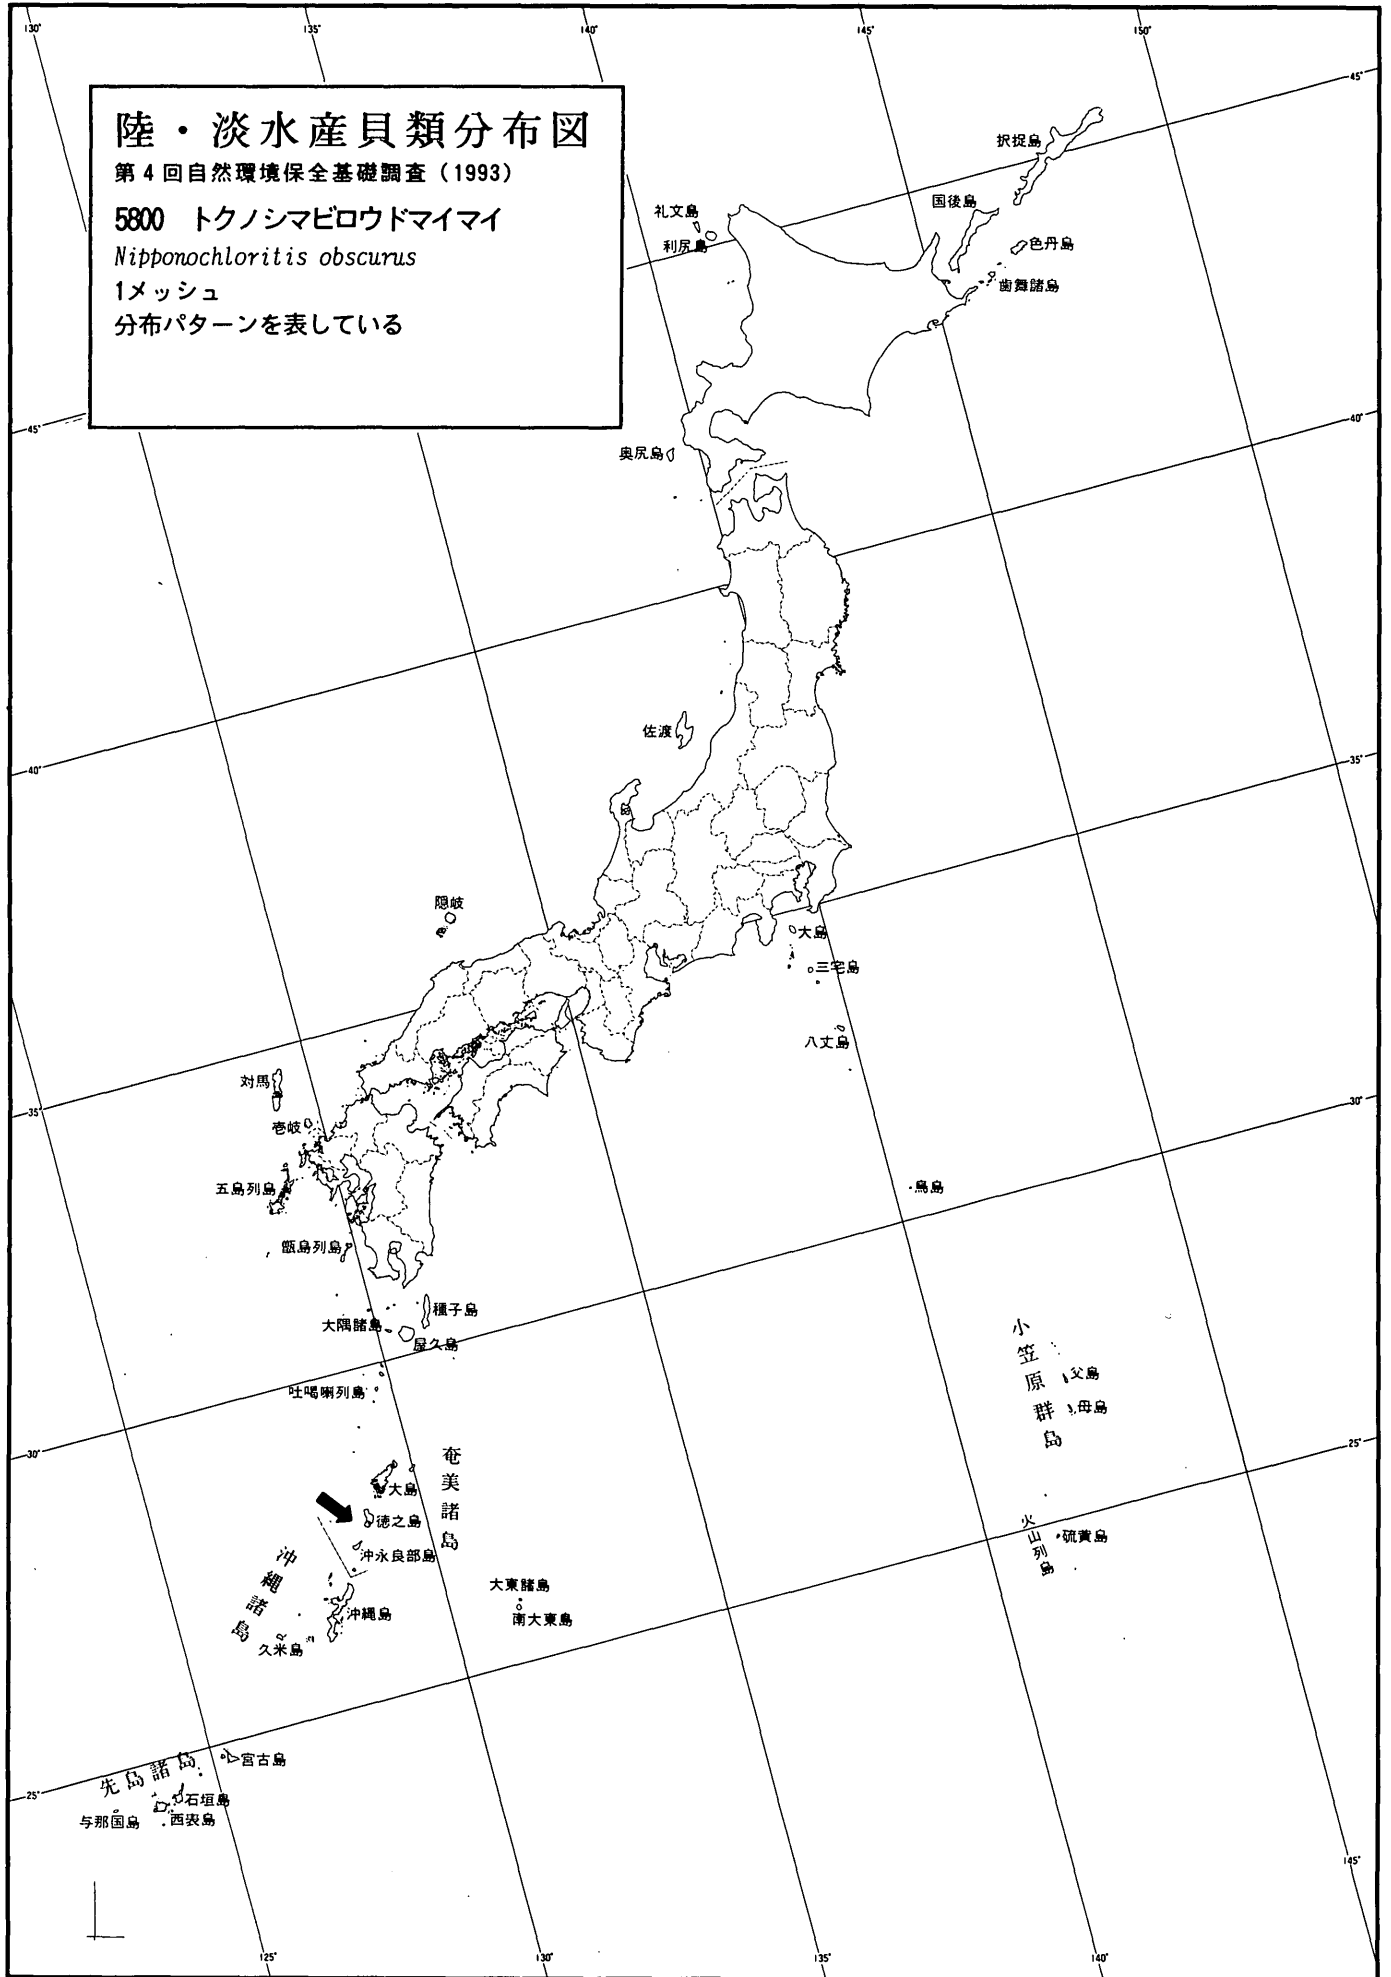 130°
135°
140°
145°
150°
45°
陸・淡水産貝類分布図
第4回自然環境保全基礎調査(1993)
5800 トクノシマビロウドマイマイ
Nipponochloritis obscurus
1メッシュ
分布パターンを表している
択捉島
国後島
礼文島
利尻島
色丹島
歯舞諸島
40°
45°
奥尻島
佐渡
35°
40°
隠岐
大島
三宅島
八丈島
対馬
壱岐
35°
30°
五島列島
鳥島
甑島列島
種子島
大隅諸島
屋久島
小笠原群島
父島
母島
吐喝喇列島
25°
30°
奄美諸島
大島
徳之島
沖永良部島
火山列島
硫黄島
沖縄諸島
大東諸島
南大東島
沖縄島
久米島
先島諸島
宮古島
石垣島
西表島
与那国島
25°
145°
125°
130°
135°
140°